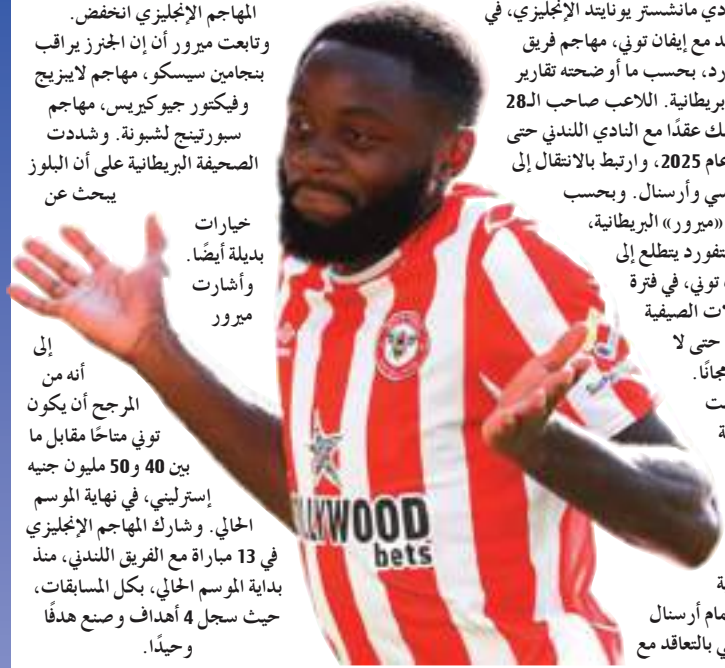 دي مانشستر يونايتد الإنجليزي، في
د مع إيفان توني، مهاجم فريق
رد، بحسب ما أوضحته تقارير
بريطانية. اللاعب صاحب الـ28
ك عقدًا مع النادي اللندني حتى
عام 2025، وارتبط بالانتقال إلى
سي وأرسنال. وبحسب
«ميرور» البريطانية،
تفورد يتطلع إلى
توني، في فترة
لات الصيفية
حتى لا
مجانًا.
ت
ة
ة
مام أرسنال
ي بالتعاقد مع
المهاجم الإنجليزي انخفض.
وتابعت ميرور أن إن الجنرز يراقب
بنجامين سيسكو، مهاجم لايبزيج
وفيكتور جيوكيريس، مهاجم
سبورتينج لشبونة. وشددت
الصحيفة البريطانية على أن البلوز
يبحث عن
خيارات
بديلة أيضًا.
وأشارت
ميرور
إلى
أنه من
المرجح أن يكون
توني متاحًا مقابل ما
بين 40 و50 مليون جنيه
إسترليني، في نهاية الموسم
الحالي. وشارك المهاجم الإنجليزي
في 13 مباراة مع الفريق اللندني، منذ
بداية الموسم الحالي، بكل المسابقات،
حيث سجل 4 أهداف وصنع هدفًا
وحيدًا.
LYWOOD
bets